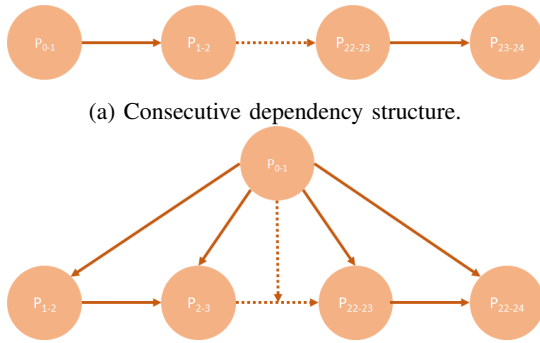 P0-1 P1-2 P22-23 P23-24
(a) Consecutive dependency structure.
P0-1
P1-2 P2-3 P22-23 P22-24